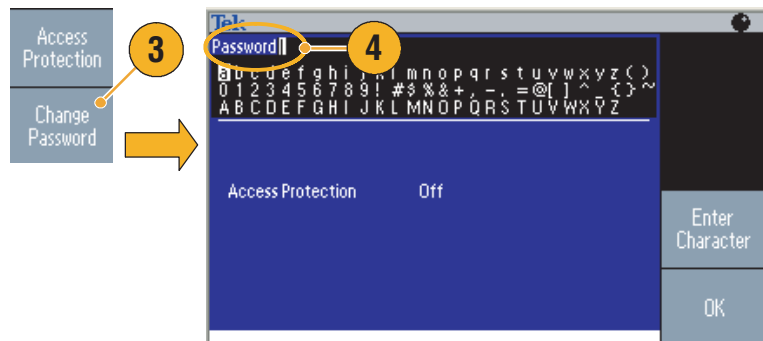 Access
Protection
3
Change
Password
Tek
Password
4
a b c d e f g h i j k l m n o p q r s t u v w x y z ( )
0 1 2 3 4 5 6 7 8 9 ! # $ % & + , - . = @ [ ] ^ _ { } ~
A B C D E F G H I J K L M N O P Q R S T U V W X Y Z
Access Protection Off
Enter
Character
OK